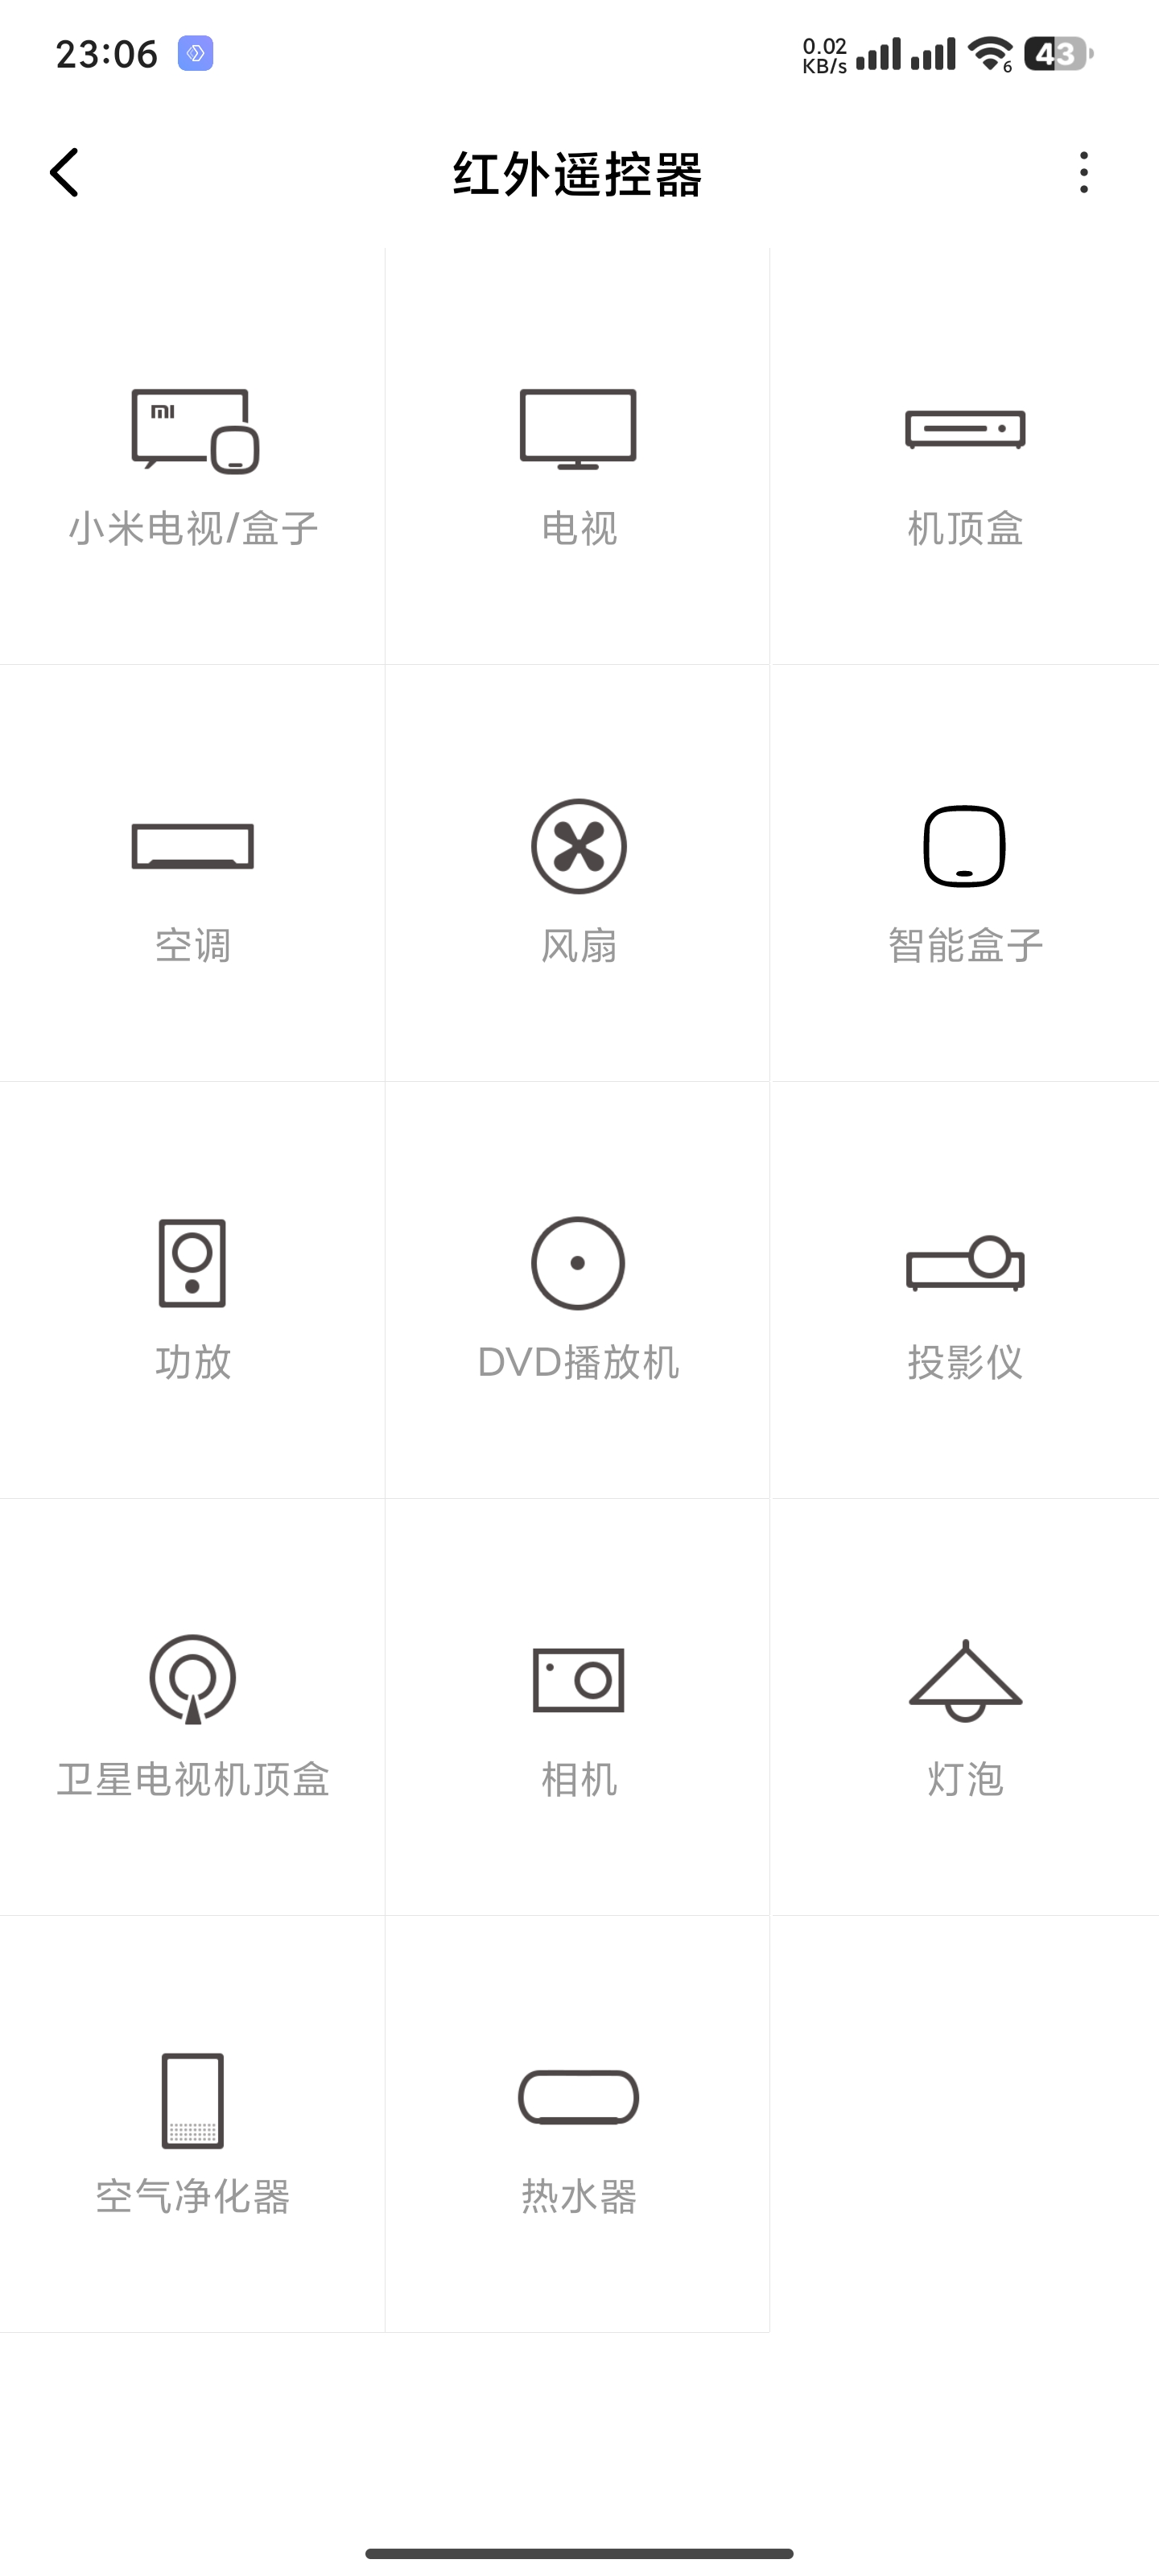 23:06
0.02
KB/s
6
43
红外遥控器
MI
小米电视/盒子
电视
机顶盒
空调
风扇
智能盒子
功放
DVD播放机
投影仪
卫星电视机顶盒
相机
灯泡
空气净化器
热水器